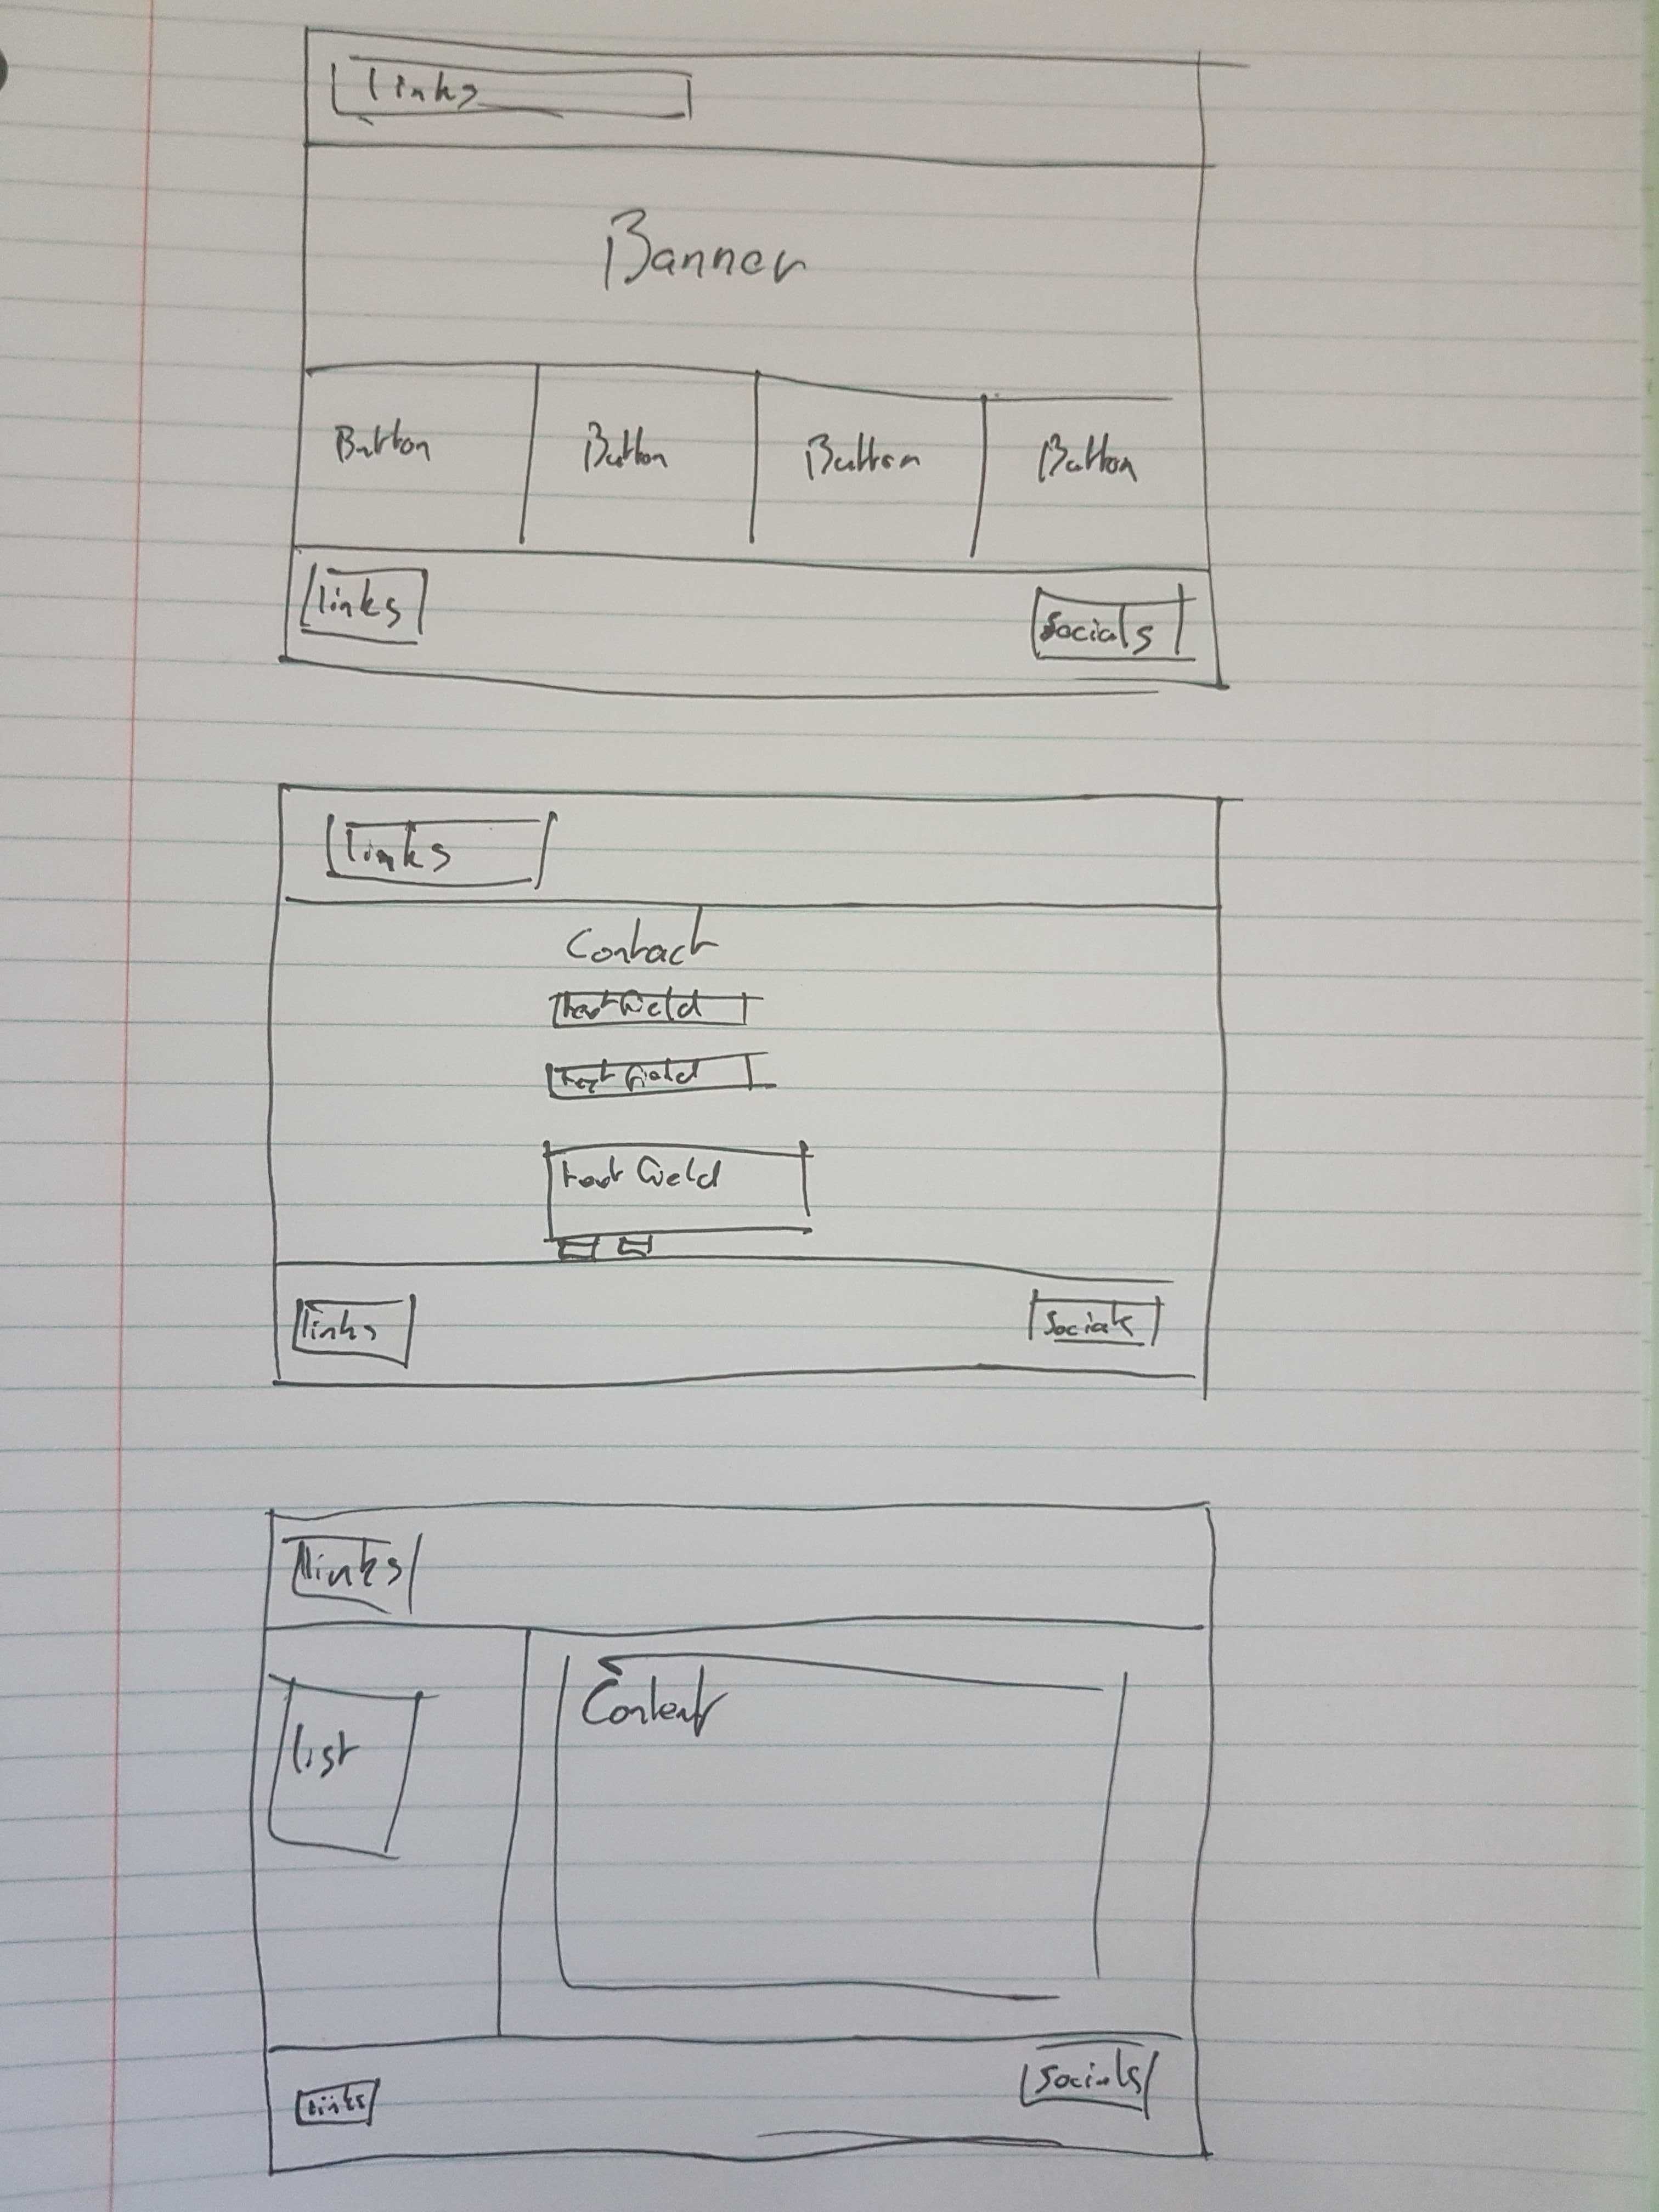 links
Banner
Button Button Button Button
links socials
links
Contact
text field
text field
text field
links socials
links
list
Content
links socials